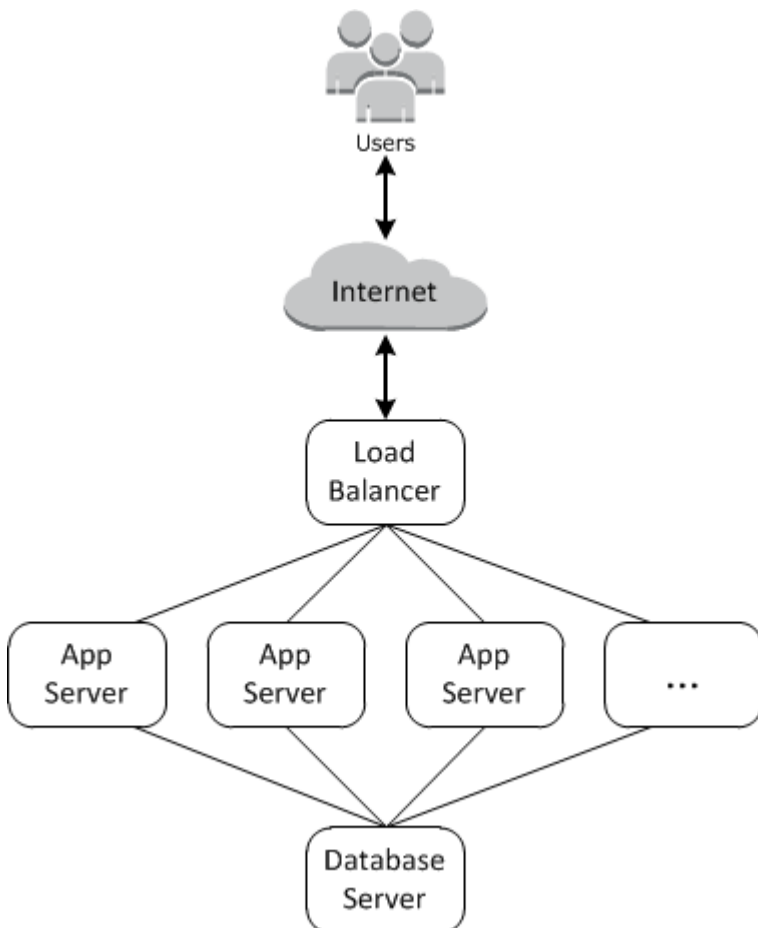 Users
Internet
Load
Balancer
App
Server
App
Server
App
Server
...
Database
Server